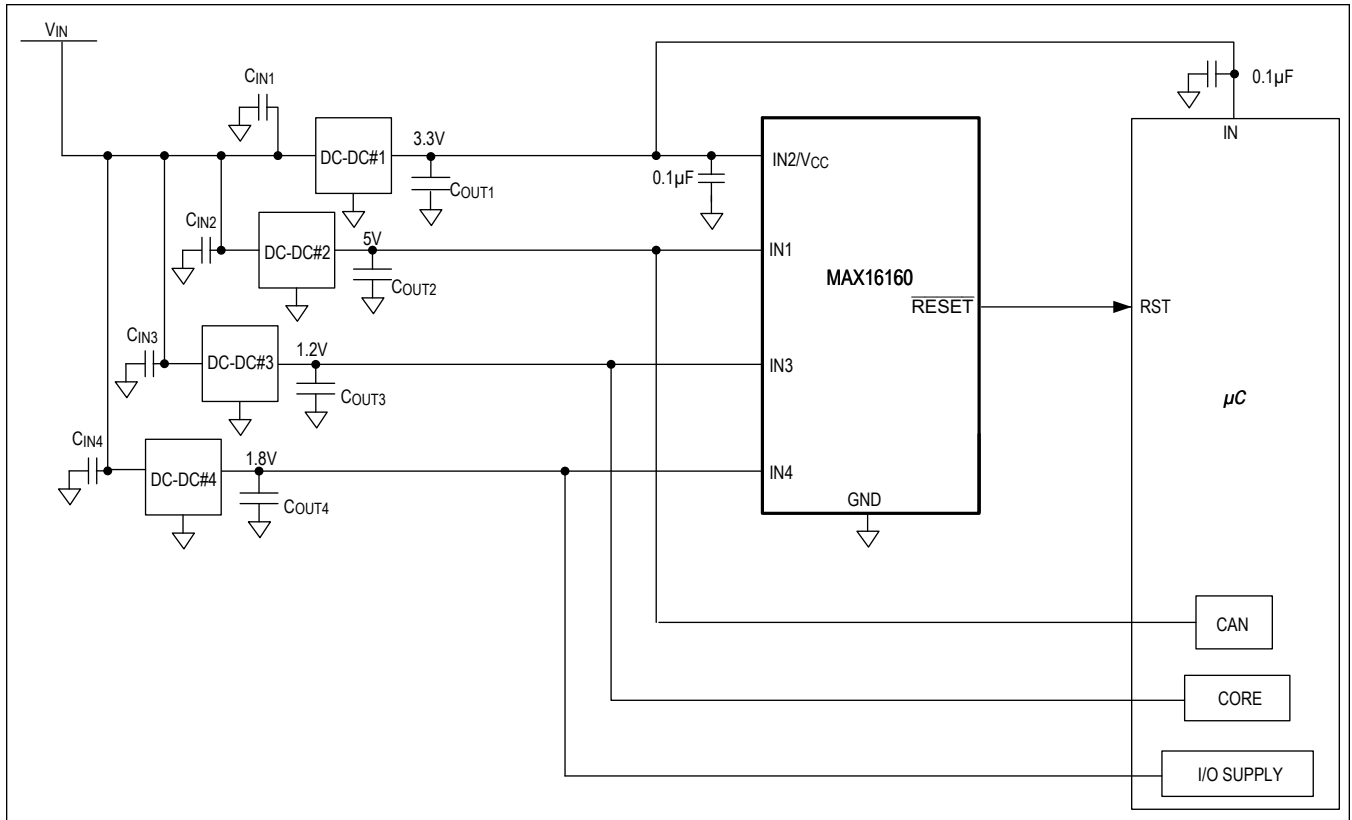 VIN
CIN1
0.1µF
IN
DC-DC#1
3.3V
COUT1
0.1µF
IN2/VCC
CIN2
DC-DC#2
5V
COUT2
IN1
MAX16160
RESET
RST
CIN3
DC-DC#3
1.2V
COUT3
IN3
µC
CIN4
DC-DC#4
1.8V
COUT4
IN4
GND
CAN
CORE
I/O SUPPLY